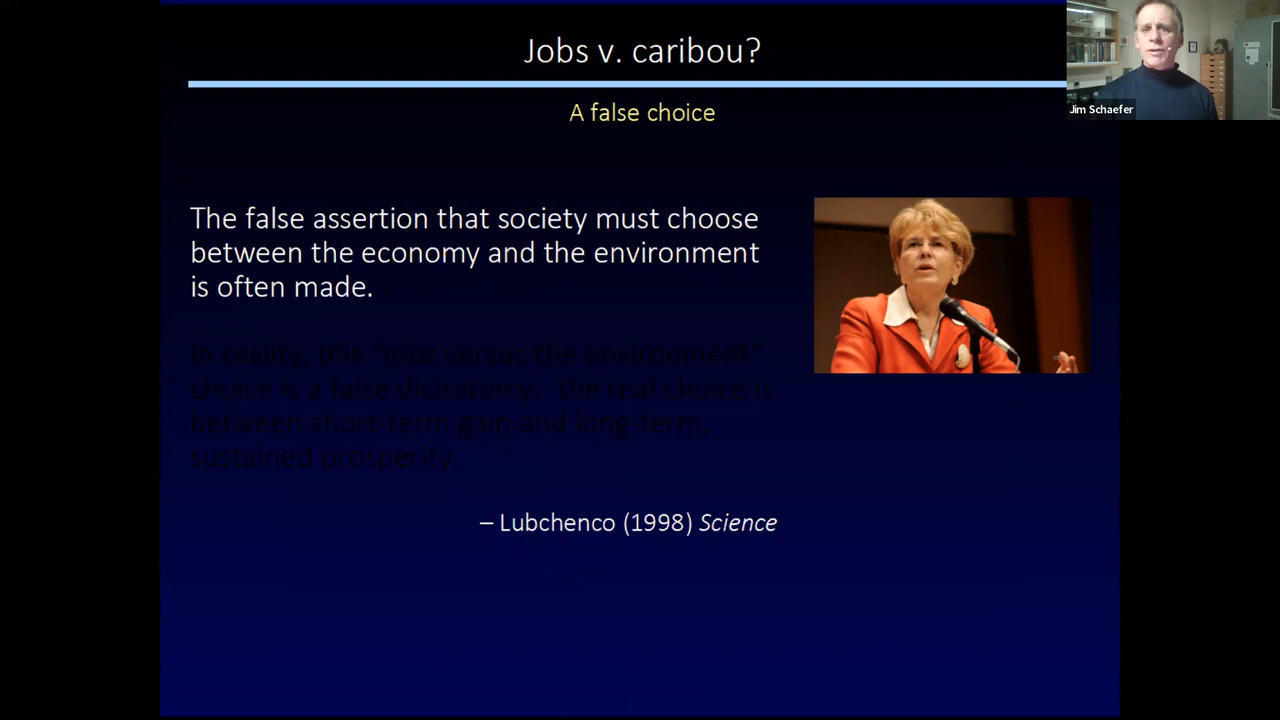 Jobs v. caribou?
Jim Schaefer
A false choice
The false assertion that society must choose
between the economy and the environment
is often made.
In reality, this "jobs versus the environment"
choice is a false dichotomy.  the real choice is
between short-term gain and long-term,
sustained prosperity.
– Lubchenco (1998) Science